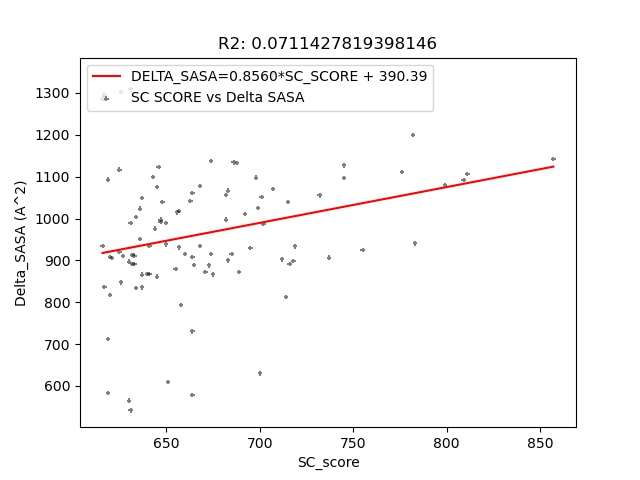 R2: 0.0711427819398146
DELTA_SASA=0.8560*SC_SCORE + 390.39
SC SCORE vs Delta SASA
1300
1200
1100
1000
900
800
700
600
Delta_SASA (A^2)
650
700
750
800
850
SC_score